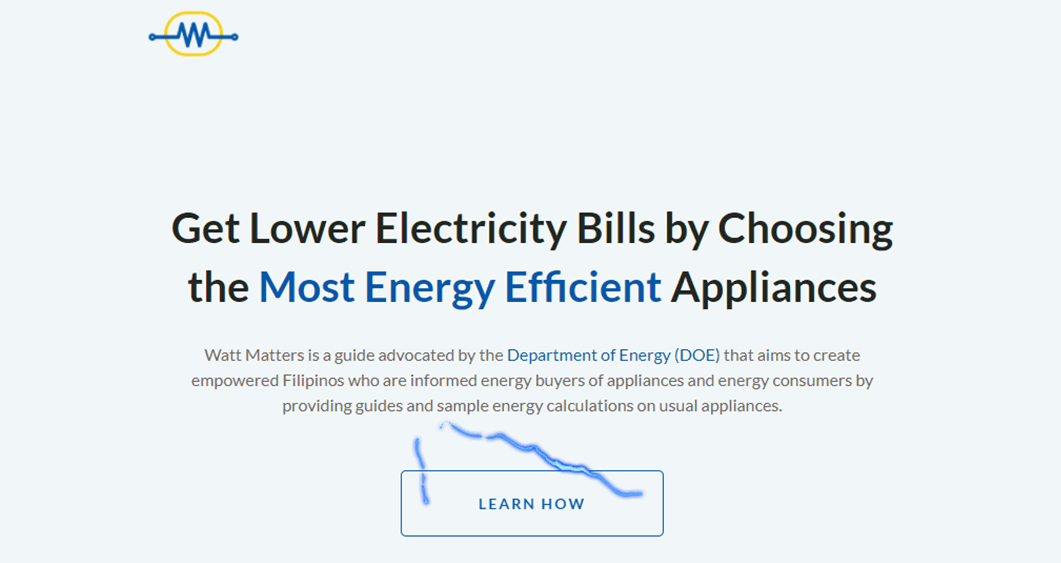 Get Lower Electricity Bills by Choosing
the Most Energy Efficient Appliances
Watt Matters is a guide advocated by the Department of Energy (DOE) that aims to create
empowered Filipinos who are informed energy buyers of appliances and energy consumers by
providing guides and sample energy calculations on usual appliances.
LEARN HOW